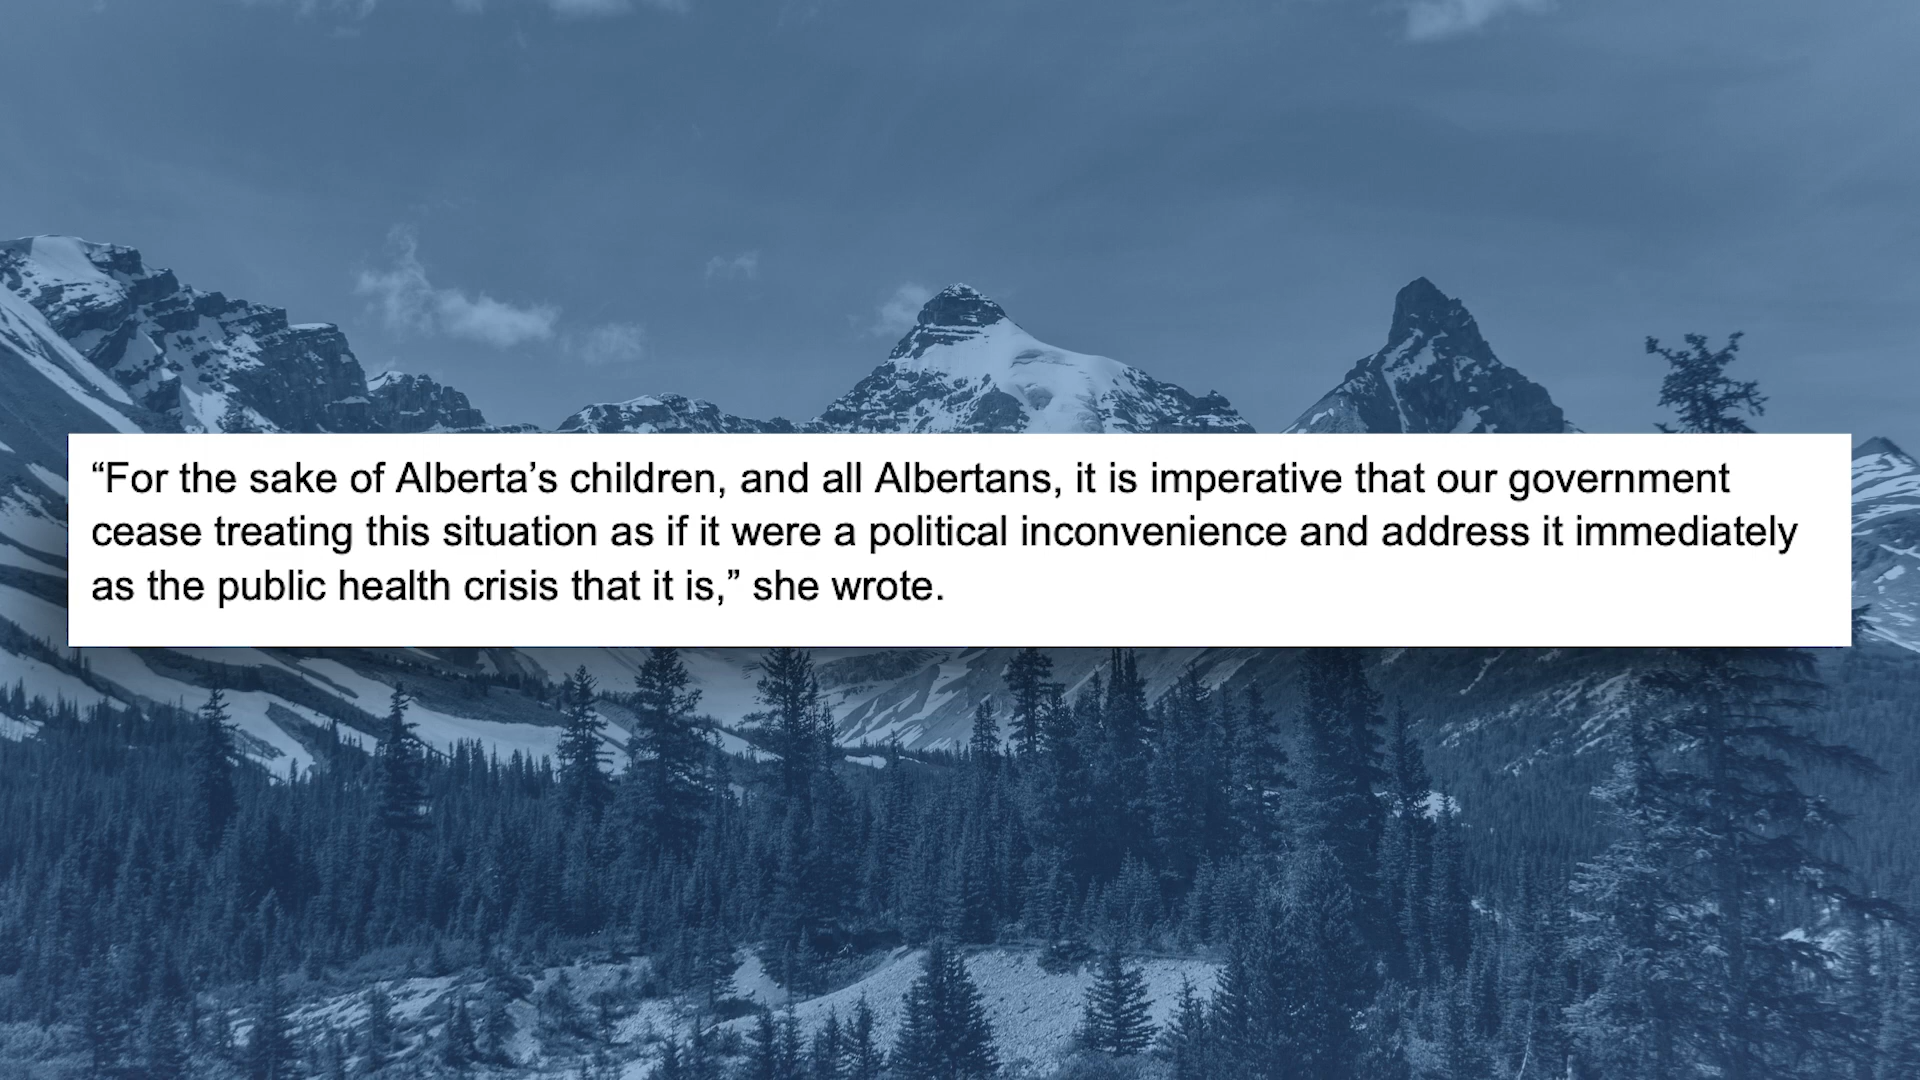 “For the sake of Alberta’s children, and all Albertans, it is imperative that our government
cease treating this situation as if it were a political inconvenience and address it immediately
as the public health crisis that it is,” she wrote.